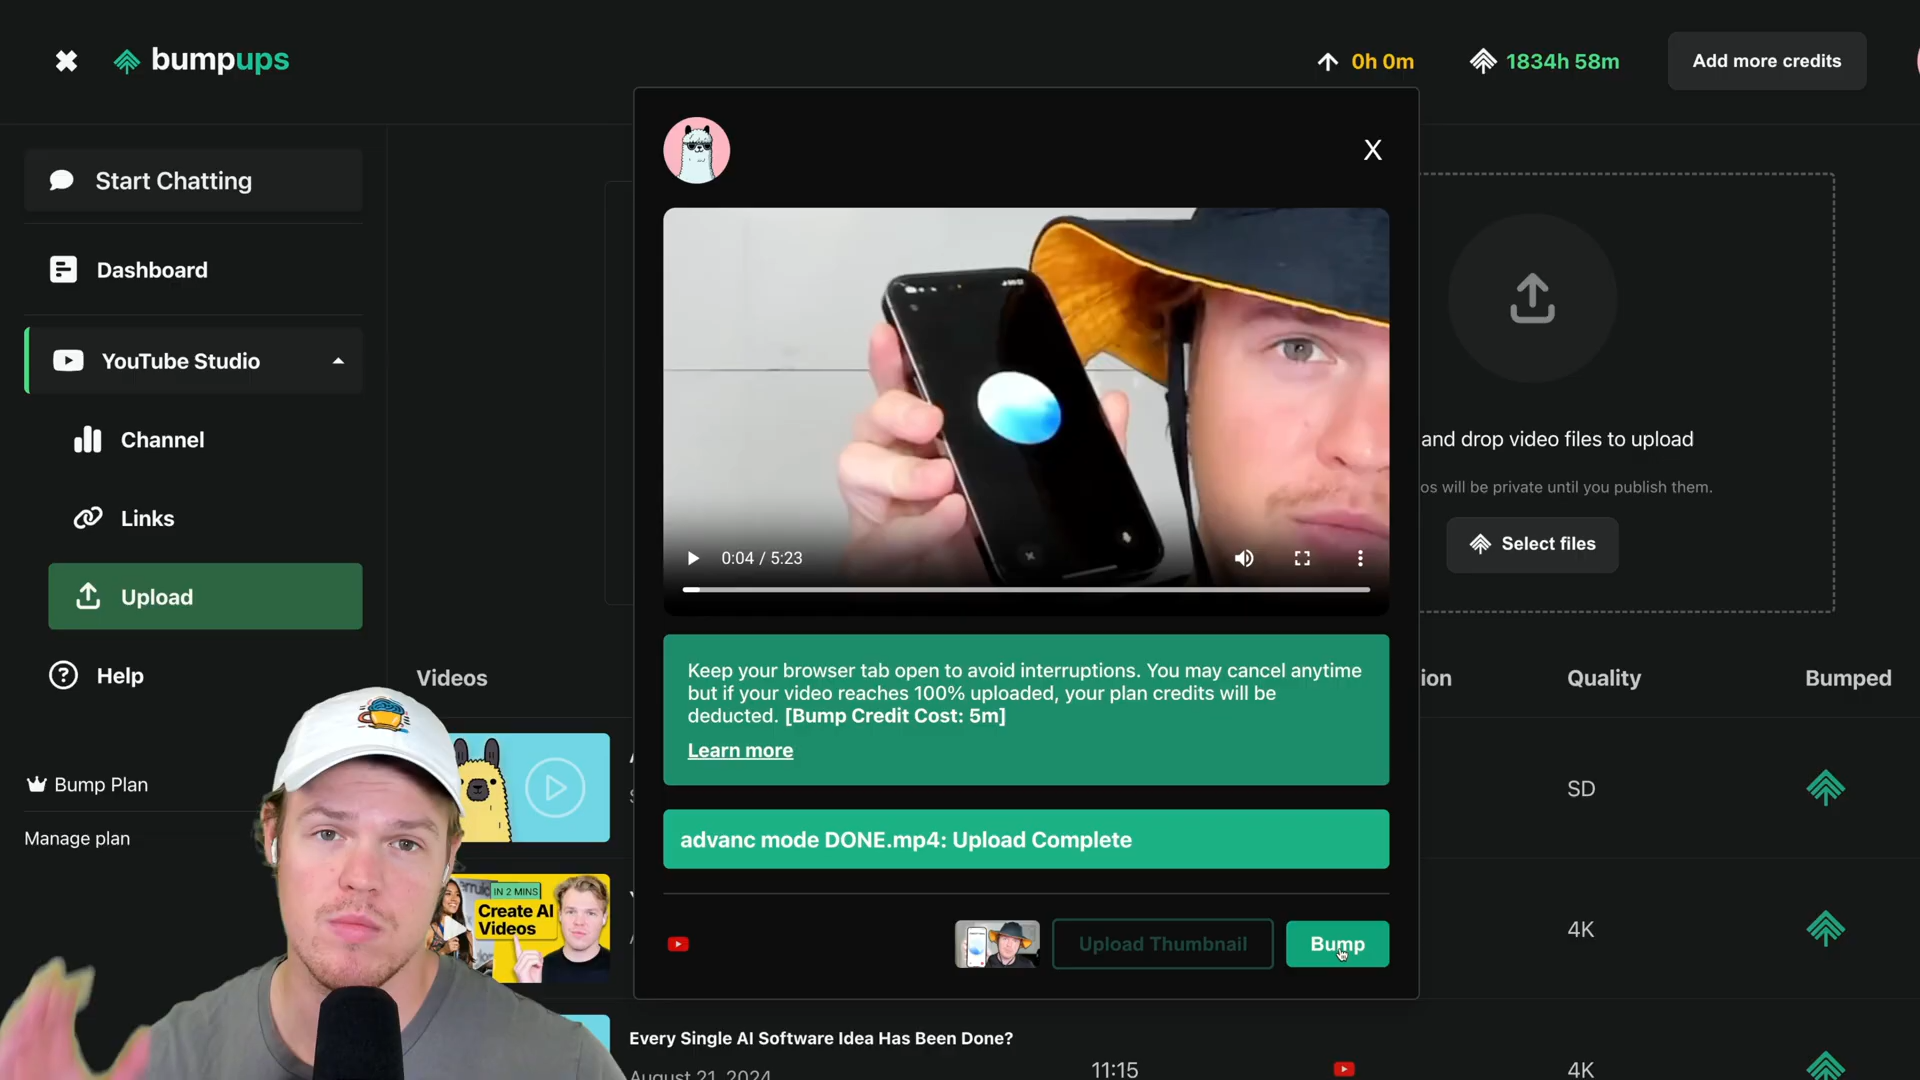 bumpups
0h 0m
1834h 58m
Add more credits
X
Start Chatting
Dashboard
YouTube Studio
Channel
Links
Upload
Help
Bump Plan
Manage plan
0:04 / 5:23
and drop video files to upload
os will be private until you publish them.
Select files
Keep your browser tab open to avoid interruptions. You may cancel anytime
but if your video reaches 100% uploaded, your plan credits will be
deducted. [Bump Credit Cost: 5m]
Learn more
advanc mode DONE.mp4: Upload Complete
Upload Thumbnail
Bump
Videos
ion
Quality
Bumped
SD
IN 2 MINS
Create AI
Videos
4K
Every Single AI Software Idea Has Been Done?
August 21, 2024
11:15
4K